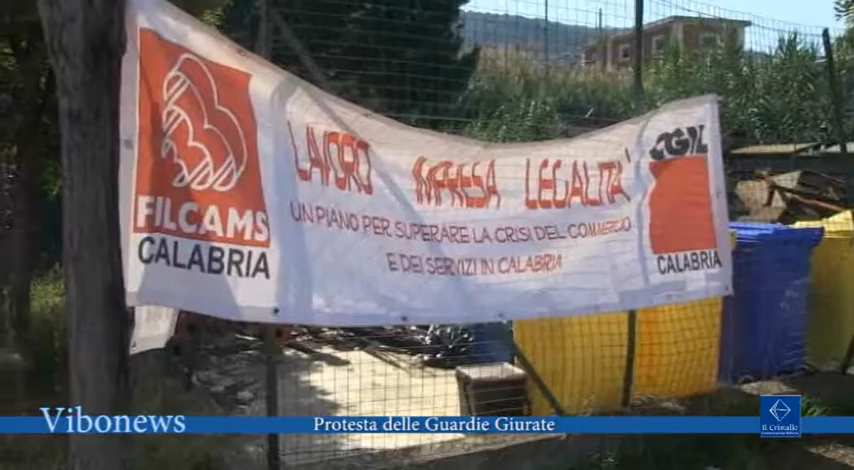 FILCAMS
CALABRIA
LAVORO IMPRESA LEGALITA'
UN PIANO PER SUPERARE LA CRISI DEL COMMERCIO
E DEI SERVIZI IN CALABRIA
CGIL
CALABRIA
Vibonews
Protesta delle Guardie Giurate
Il Cristallo